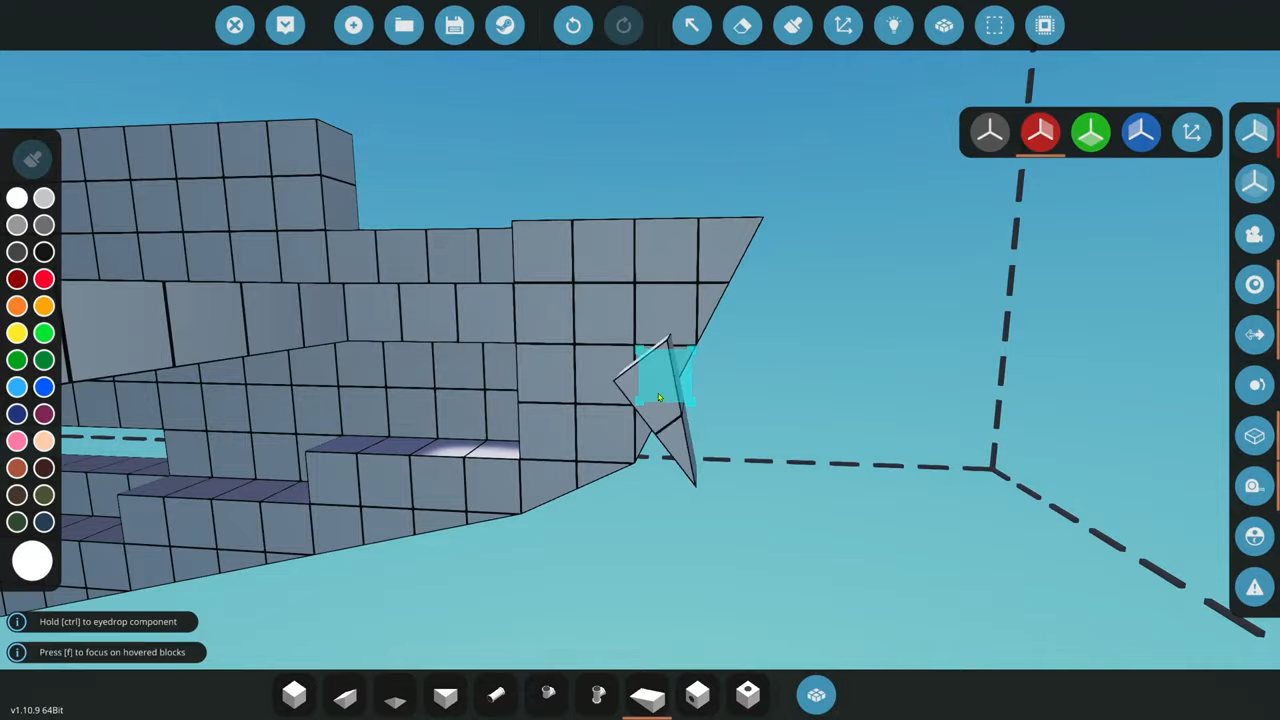 Hold [ctrl] to eyedrop component
Press [f] to focus on hovered blocks
v1.10.9 64Bit